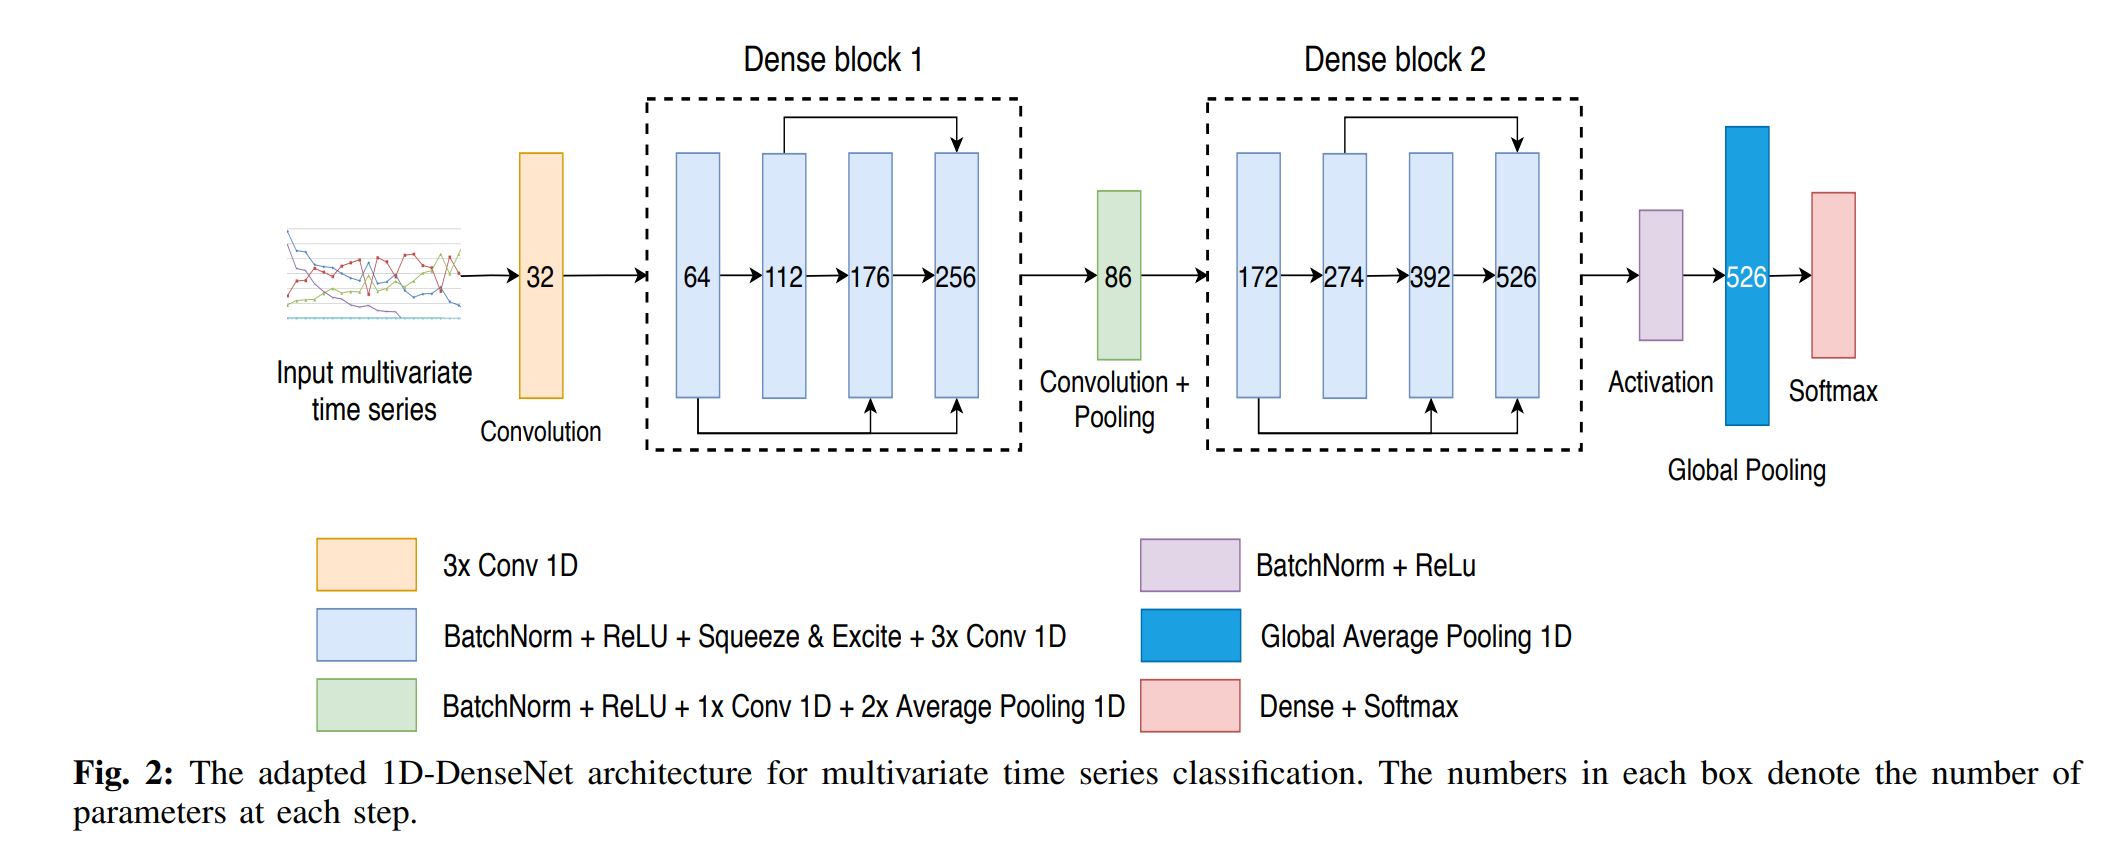 Dense block 1
Dense block 2
32
64
112
176
256
86
172
274
392
526
526
Input multivariate
time series
Convolution
Convolution +
Pooling
Activation
Softmax
Global Pooling
3x Conv 1D
BatchNorm + ReLU + Squeeze & Excite + 3x Conv 1D
BatchNorm + ReLU + 1x Conv 1D + 2x Average Pooling 1D
BatchNorm + ReLu
Global Average Pooling 1D
Dense + Softmax
Fig. 2: The adapted 1D-DenseNet architecture for multivariate time series classification. The numbers in each box denote the number of
parameters at each step.